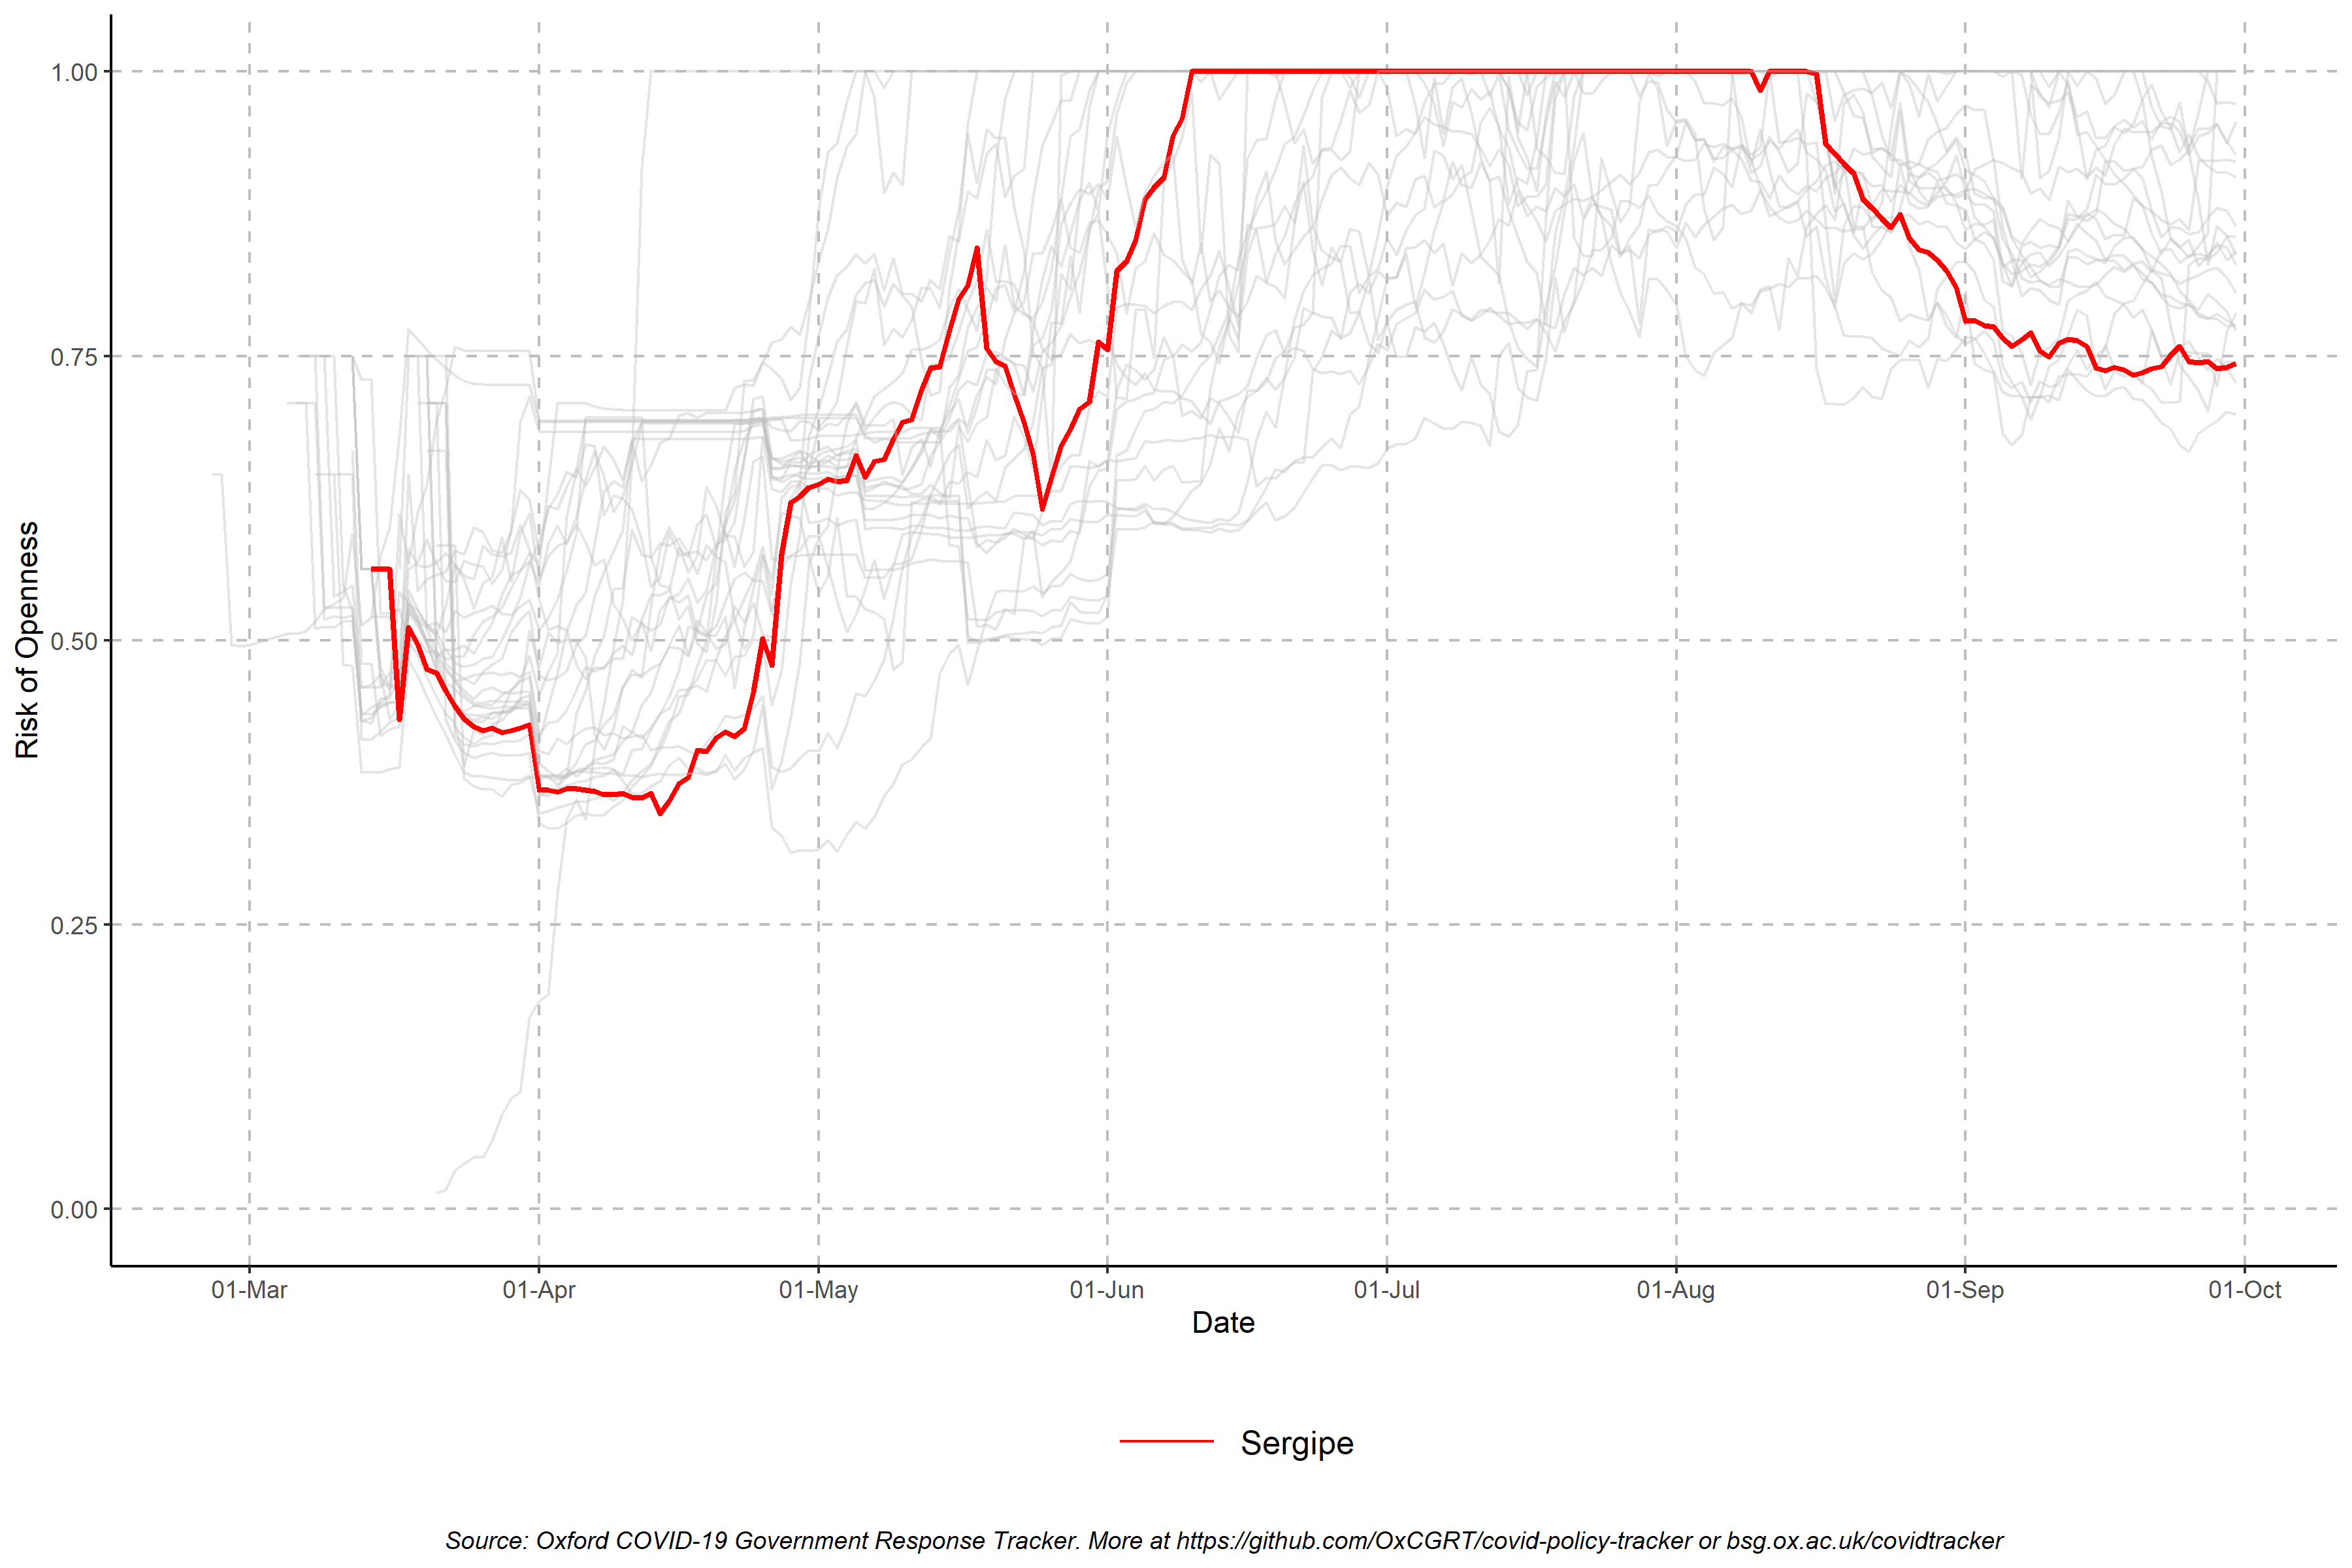 1.00
0.75
0.50
0.25
0.00
Risk of Openness
01-Mar 01-Apr 01-May 01-Jun 01-Jul 01-Aug 01-Sep 01-Oct
Date
Sergipe
Source: Oxford COVID-19 Government Response Tracker. More at https://github.com/OxCGRT/covid-policy-tracker or bsg.ox.ac.uk/covidtracker